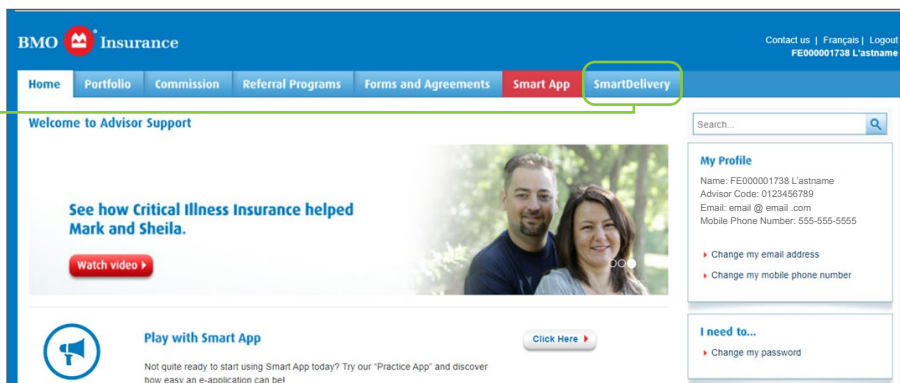 BMO Insurance
Contact us | Français | Logout
FE000001738 L'astname
Home Portfolio Commission Referral Programs Forms and Agreements Smart App SmartDelivery
Welcome to Advisor Support
Search...
See how Critical Illness Insurance helped
Mark and Sheila.
Watch video
My Profile
Name: FE000001738 L'astname
Advisor Code: 0123456789
Email: email @ email .com
Mobile Phone Number: 555-555-5555
Change my email address
Change my mobile phone number
Play with Smart App
Click Here
Not quite ready to start using Smart App today? Try our "Practice App" and discover
how easy an e-application can be!
I need to...
Change my password